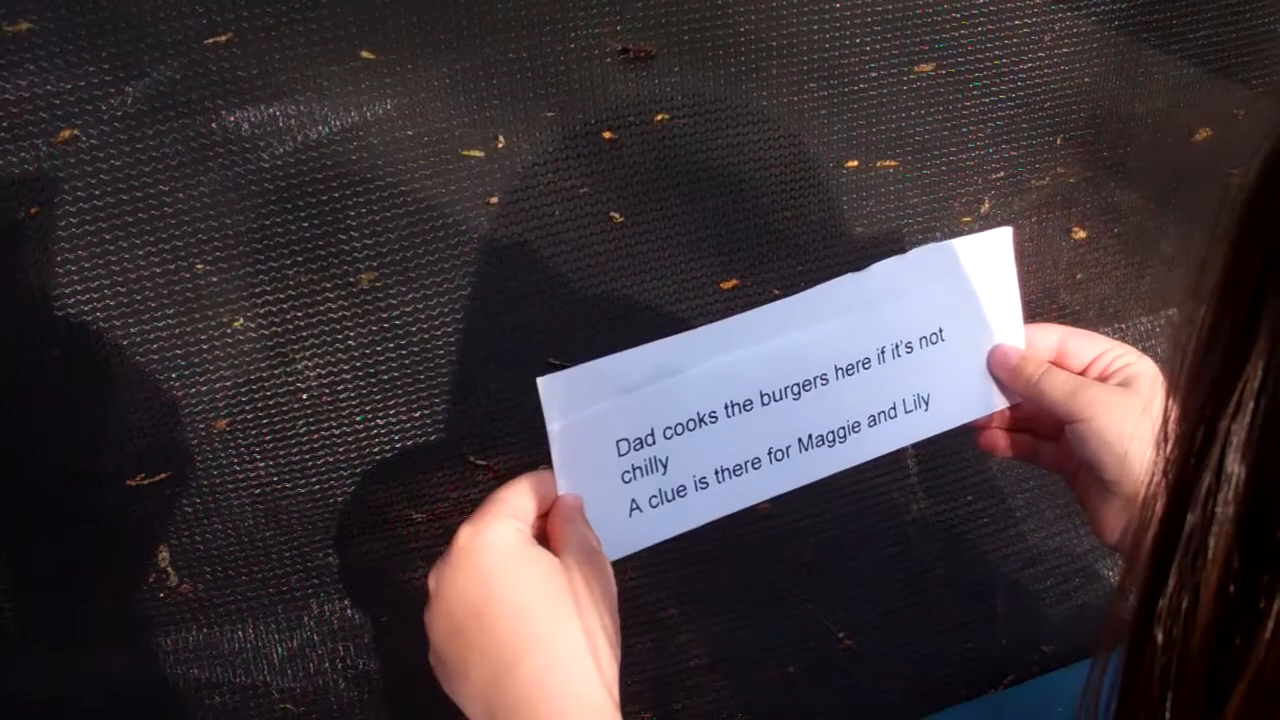 Dad cooks the burgers here if it's not
chilly
A clue is there for Maggie and Lily